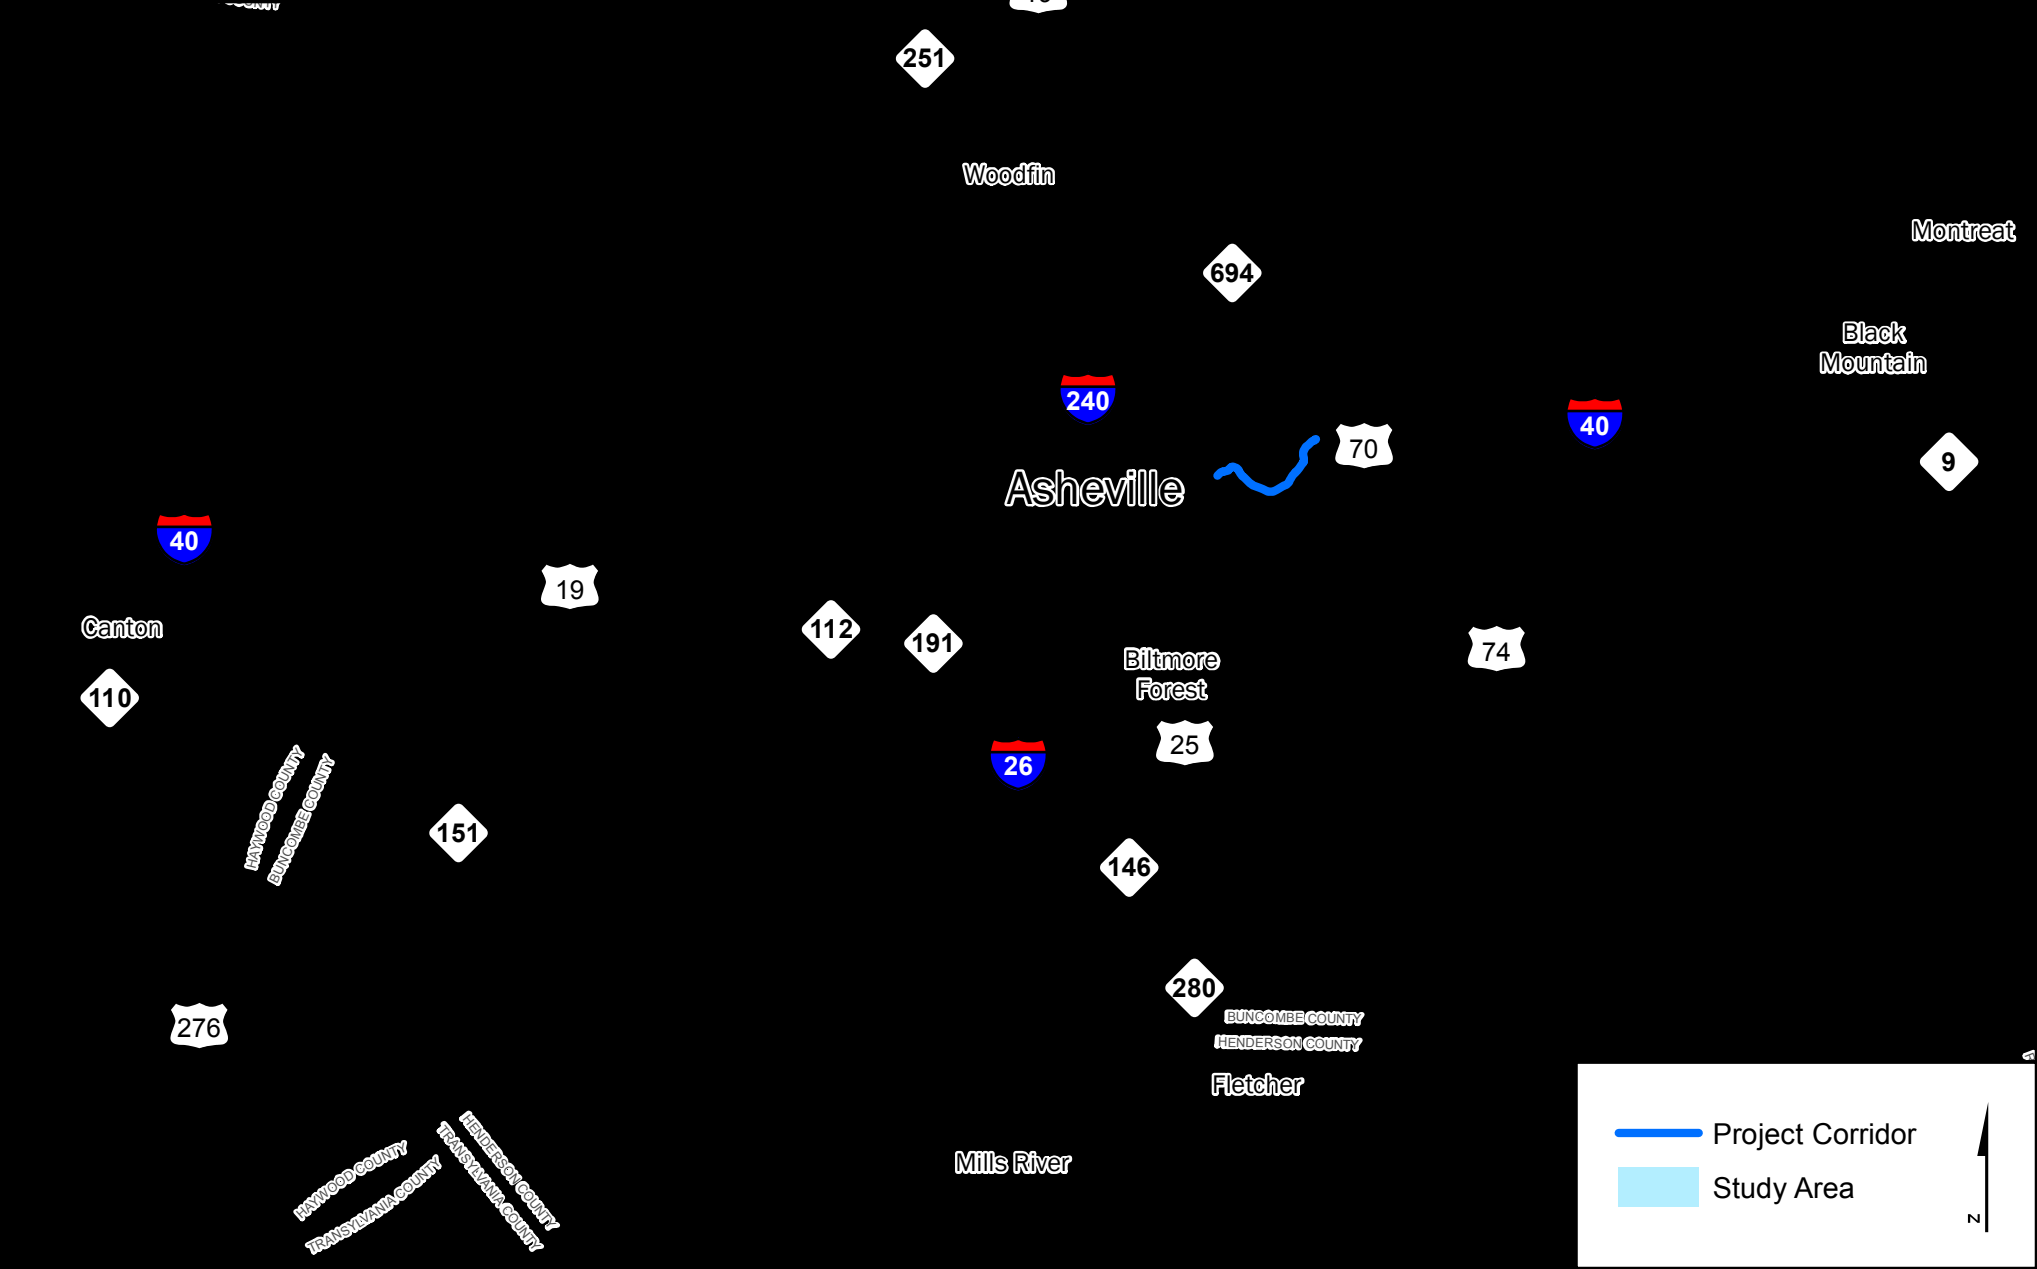 COUNTY
251
Woodfin
Montreat
694
Black
Mountain
240
40
70
9
Asheville
40
19
Canton
112
191
74
Biltmore
Forest
110
25
26
HAYWOOD COUNTY
BUNCOMBE COUNTY
151
146
280
276
BUNCOMBE COUNTY
HENDERSON COUNTY
Fletcher
HENDERSON COUNTY
TRANSYLVANIA COUNTY
HAYWOOD COUNTY
TRANSYLVANIA COUNTY
Mills River
Project Corridor
Study Area
N